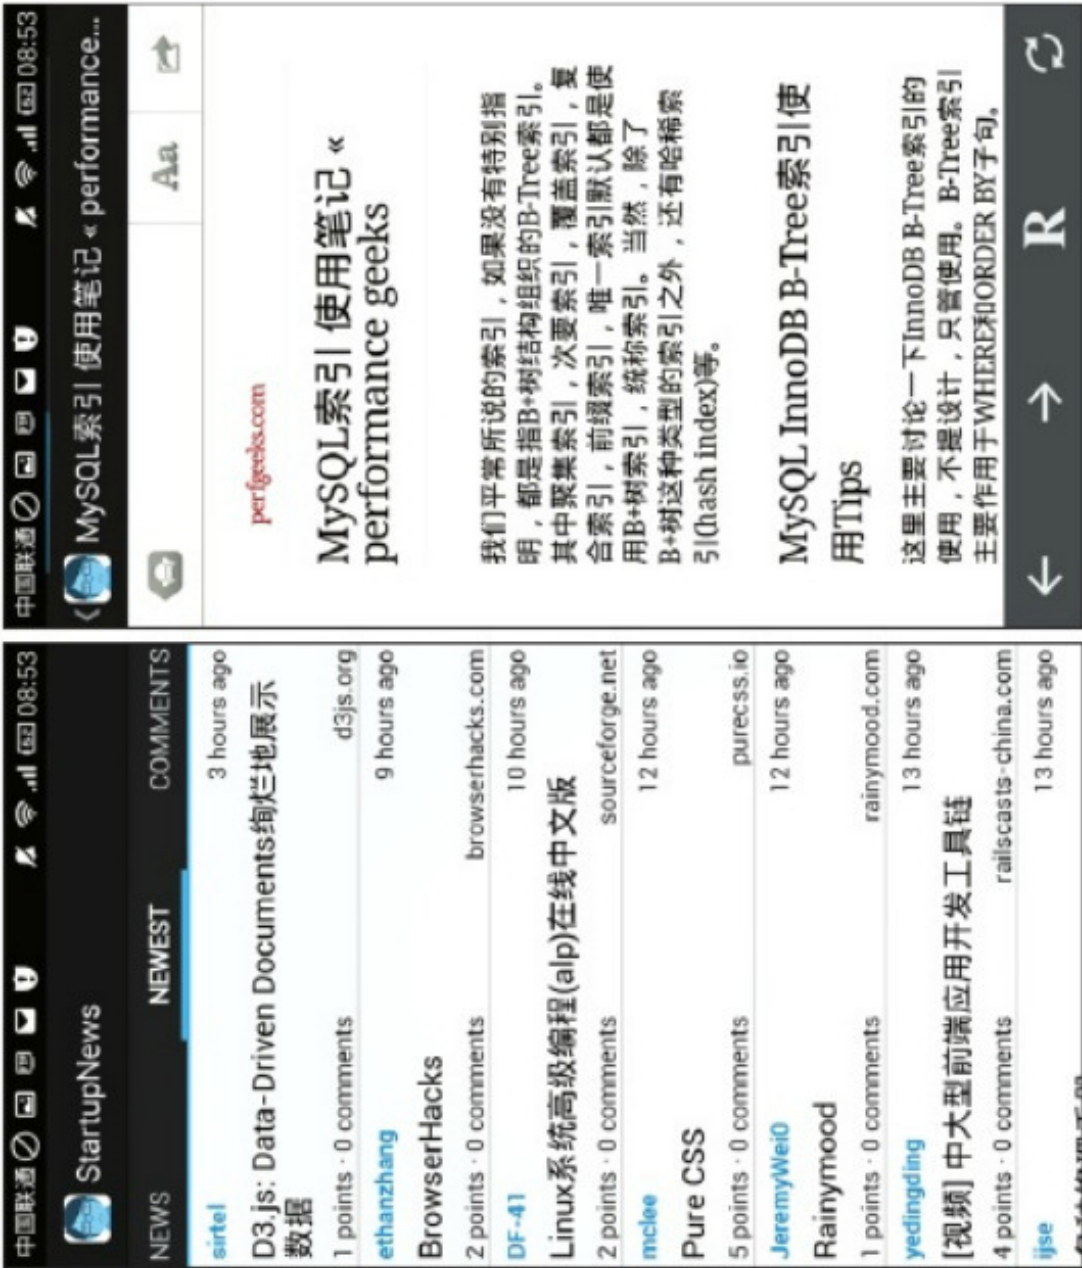 中国联通
08:53
StartupNews
NEWS
NEWEST
COMMENTS
sirtel
3 hours ago
D3.js: Data-Driven Documents绚烂地展示
数据
1 points · 0 comments
d3js.org
ethanzhang
9 hours ago
BrowserHacks
2 points · 0 comments
browserhacks.com
DF-41
10 hours ago
Linux系统高级编程(alp)在线中文版
2 points · 0 comments
sourceforge.net
mclee
12 hours ago
Pure CSS
5 points · 0 comments
purecss.io
JeremyWei0
12 hours ago
Rainymood
1 points · 0 comments
rainymood.com
yedingding
13 hours ago
[视频] 中大型前端应用开发工具链
4 points · 0 comments
railscasts-china.com
ijse
13 hours ago
中国联通
08:53
MySQL索引 使用笔记 « performance...
Aa
perfgeeks.com
MySQL索引 使用笔记 «
performance geeks
我们平常所说的索引，如果没有特别指
明，都是指B+树结构组织的B-Tree索引。
其中聚集索引，次要索引，覆盖索引，复
合索引，前缀索引，唯一索引默认都是使
用B+树索引，统称索引。当然，除了
B+树这种类型的索引之外，还有哈稀索
引(hash index)等。
MySQL InnoDB B-Tree索引使
用Tips
这里主要讨论一下InnoDB B-Tree索引的
使用，不提设计，只管使用。B-Tree索引
主要作用于WHERE和ORDER BY子句。
R